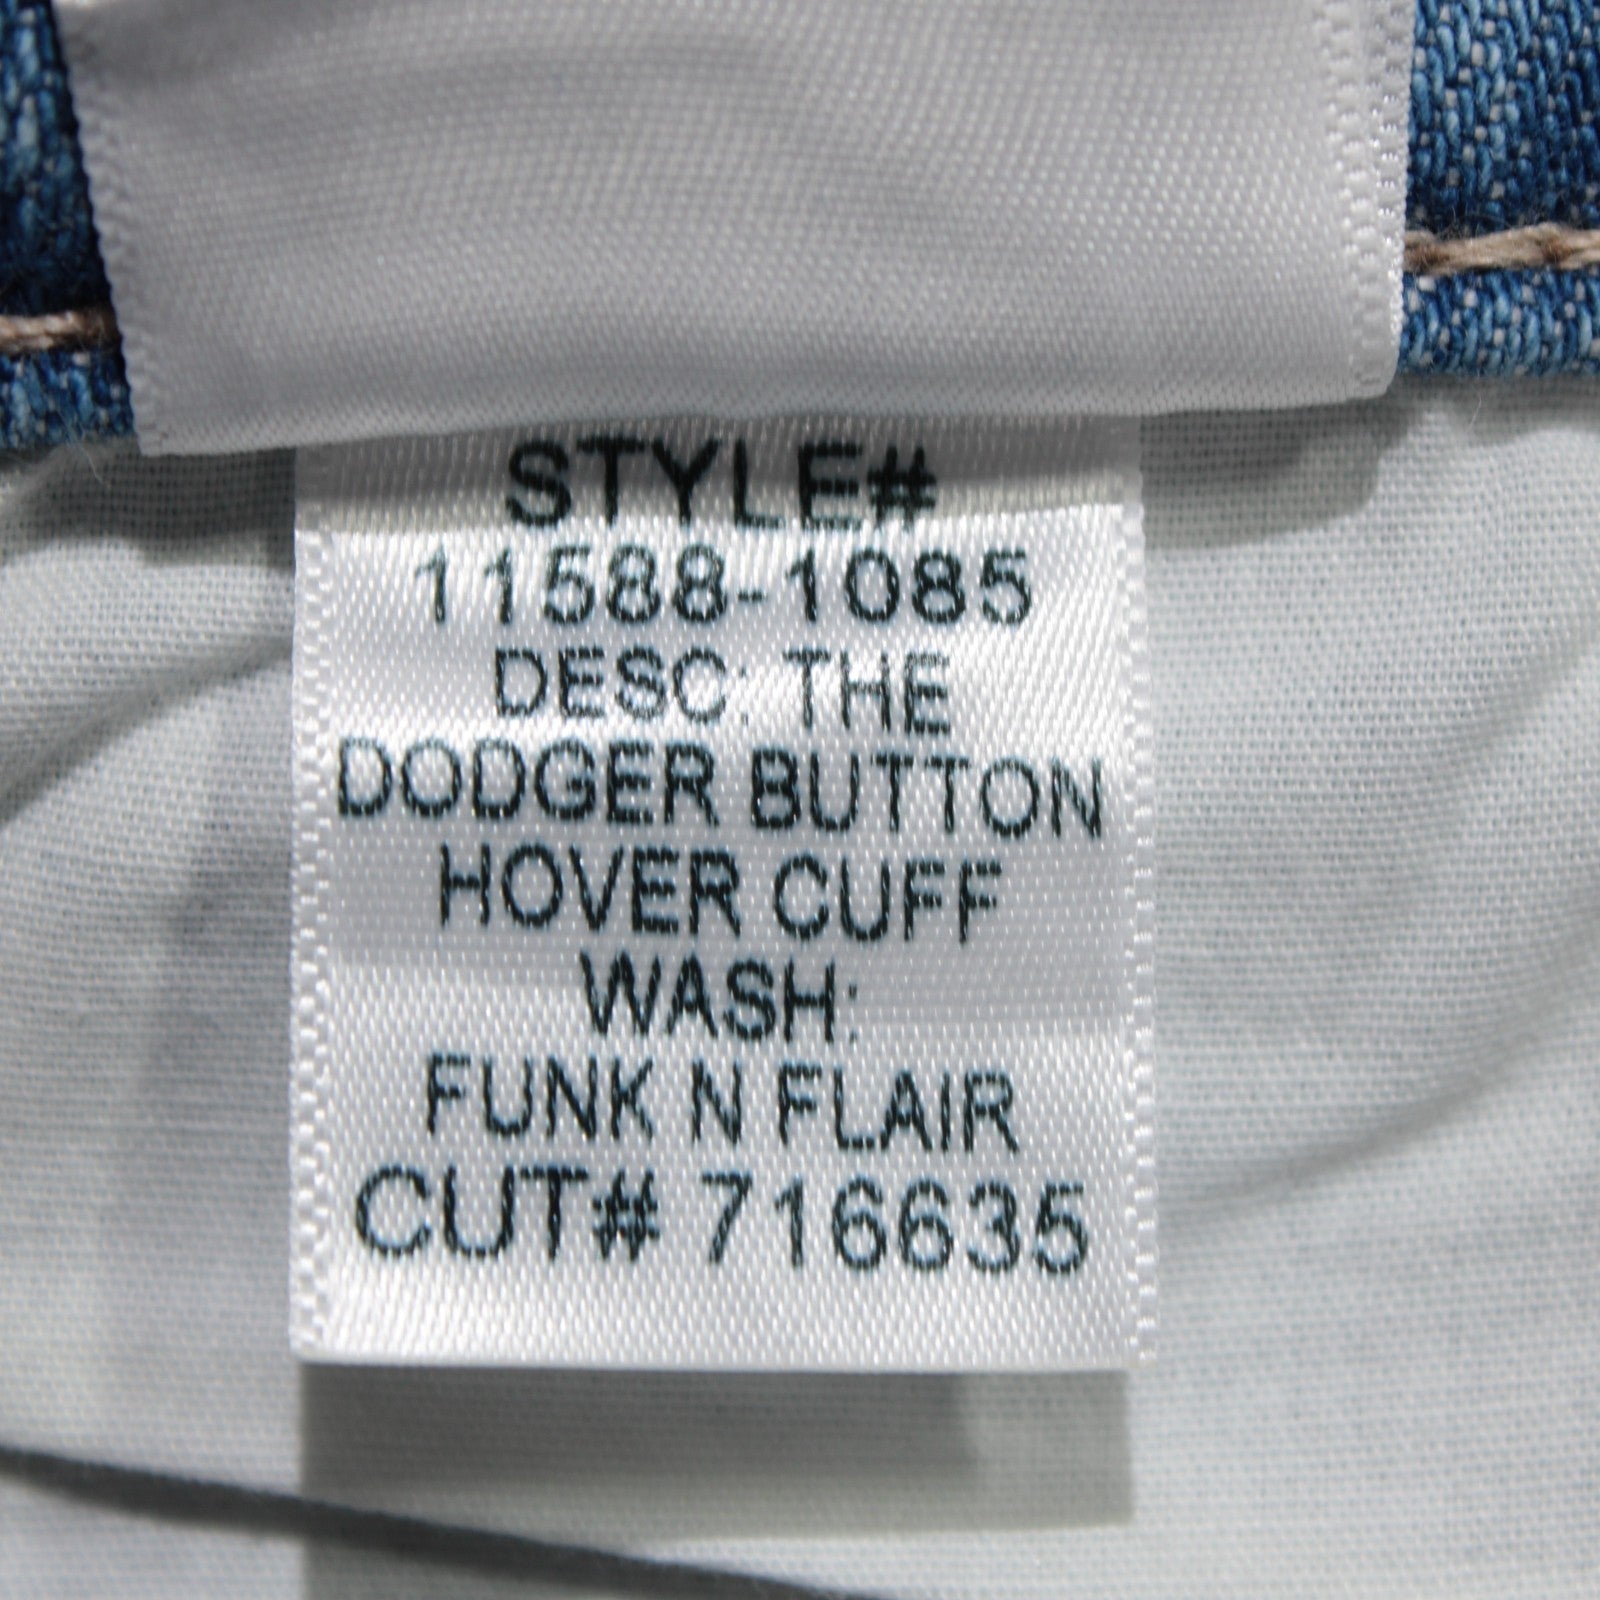 STYLE#
11588-1085
DESC: THE
DODGER BUTTON
HOVER CUFF
WASH:
FUNK N FLAIR
CUT# 716635